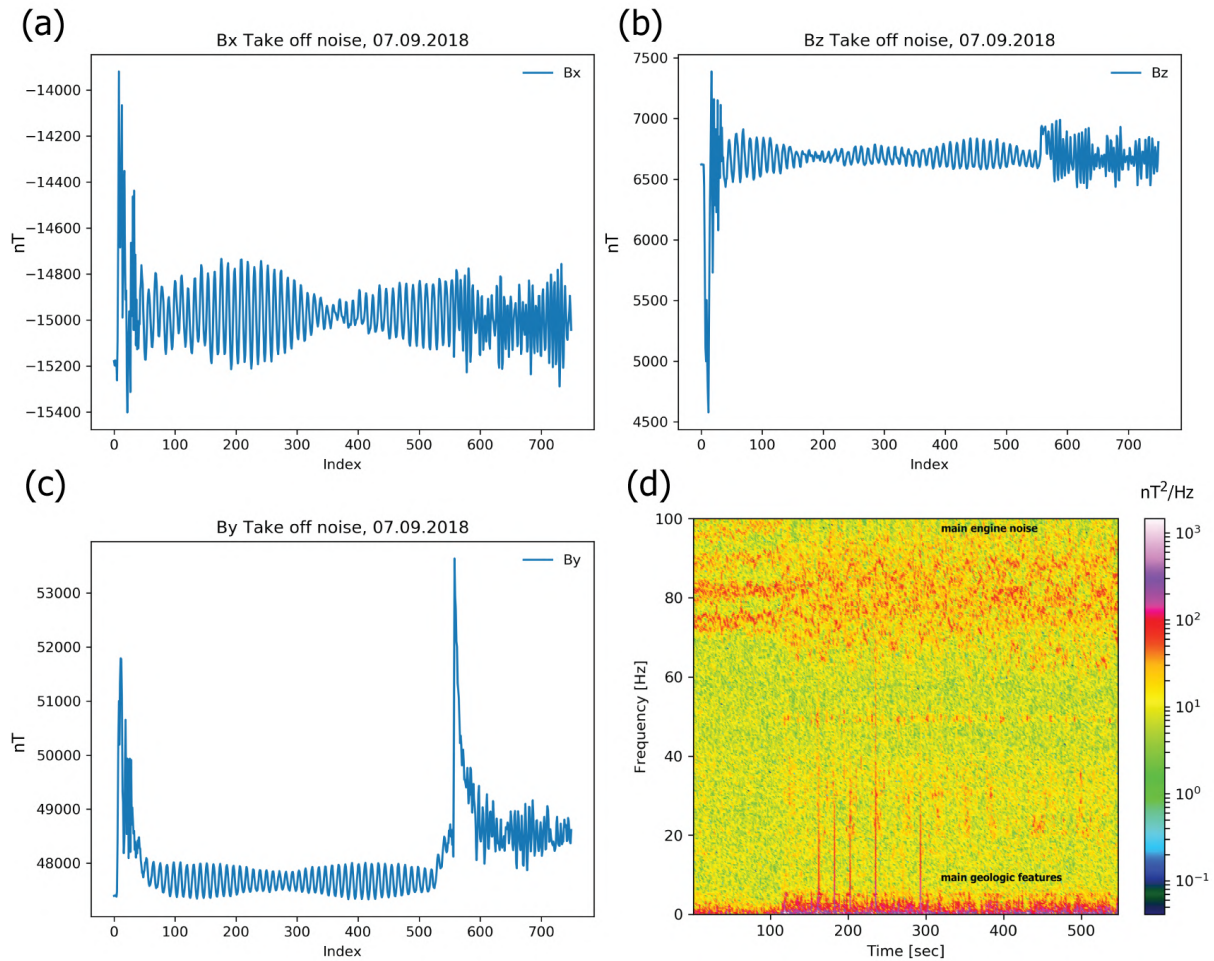 (a)
Bx Take off noise, 07.09.2018
Bx
−14000
−14200
−14400
−14600
−14800
−15000
−15200
−15400
nT
0 100 200 300 400 500 600 700
Index
(b)
Bz Take off noise, 07.09.2018
Bz
7500
7000
6500
6000
5500
5000
4500
nT
0 100 200 300 400 500 600 700
Index
(c)
By Take off noise, 07.09.2018
By
53000
52000
51000
50000
49000
48000
nT
0 100 200 300 400 500 600 700
Index
(d)
nT²/Hz
main engine noise
main geologic features
100
80
60
40
20
0
Frequency [Hz]
100 200 300 400 500
Time [sec]
10³
10²
10¹
10⁰
10⁻¹